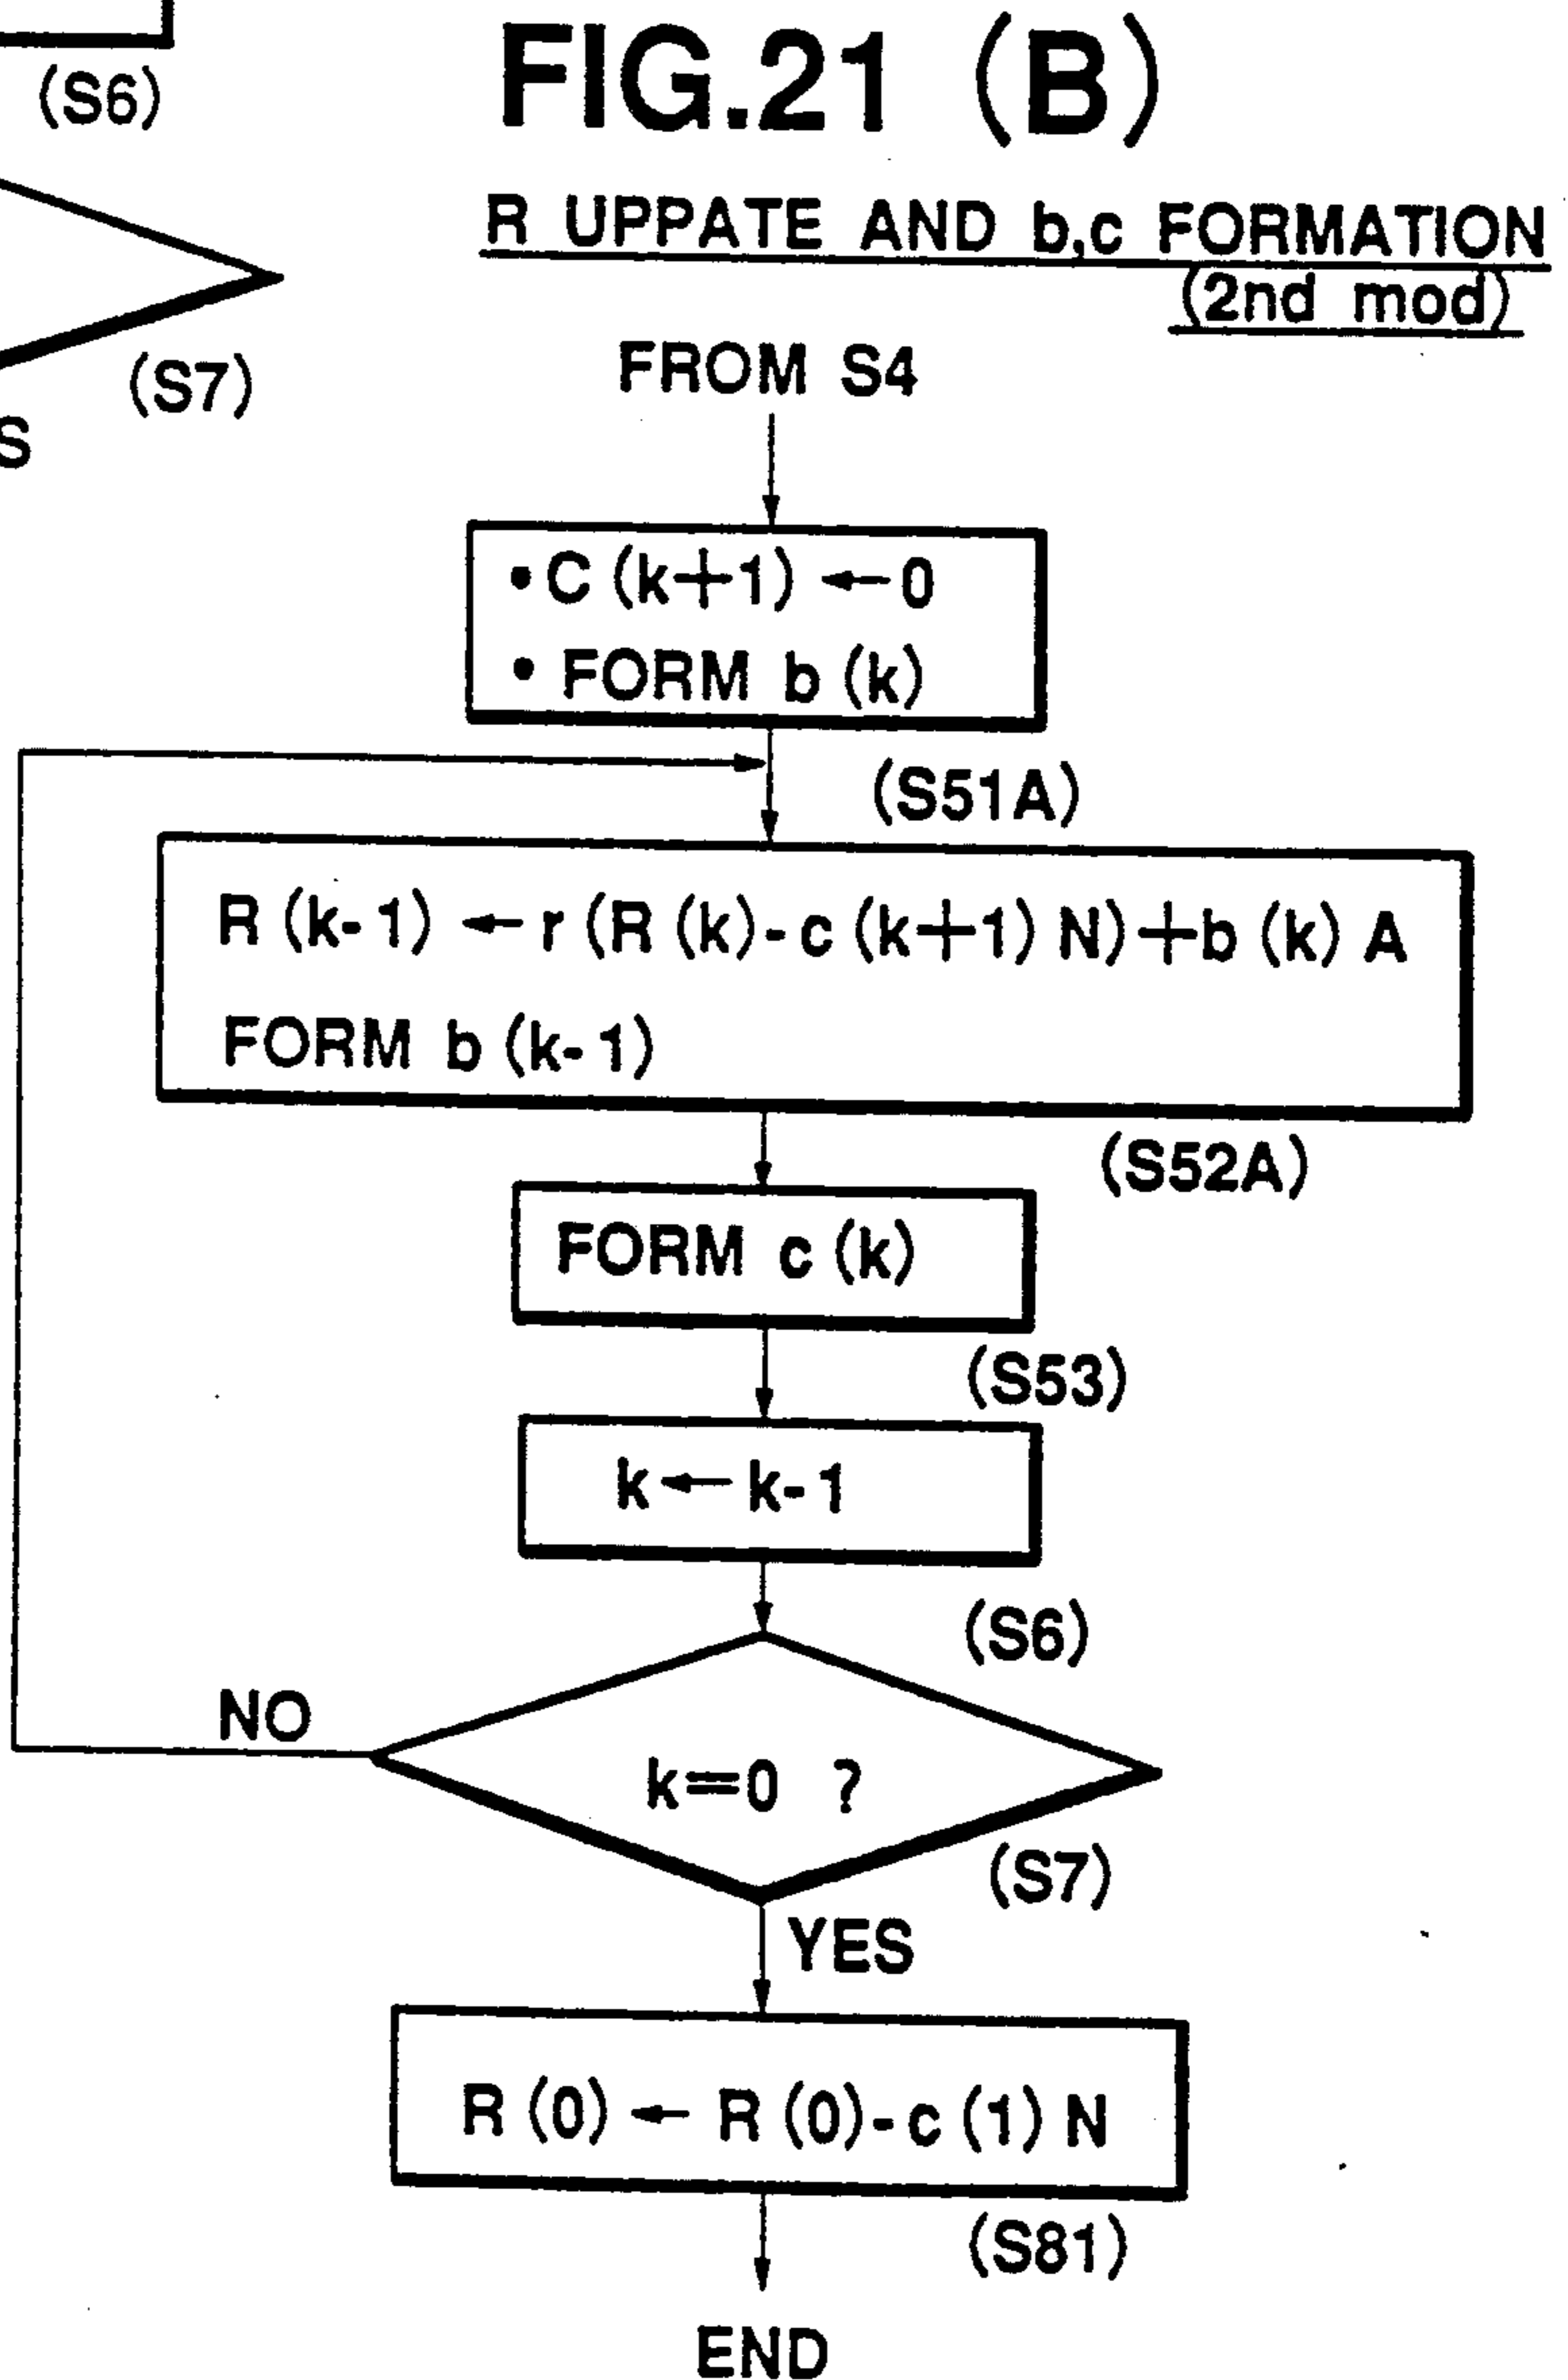 (S6)
FIG.21 (B)
R UPPATE AND b,c FORMATION
(2nd mod)
(S7)
S
FROM S4
•C(k+1)←0
• FORM b(k)
(S51A)
R(k-1)←r(R(k)-c(k+1)N)+b(k)A
FORM b(k-1)
(S52A)
FORM c(k)
(S53)
k←k-1
(S6)
NO
k=0 ?
(S7)
YES
R(0)←R(0)-c(1)N
(S81)
END